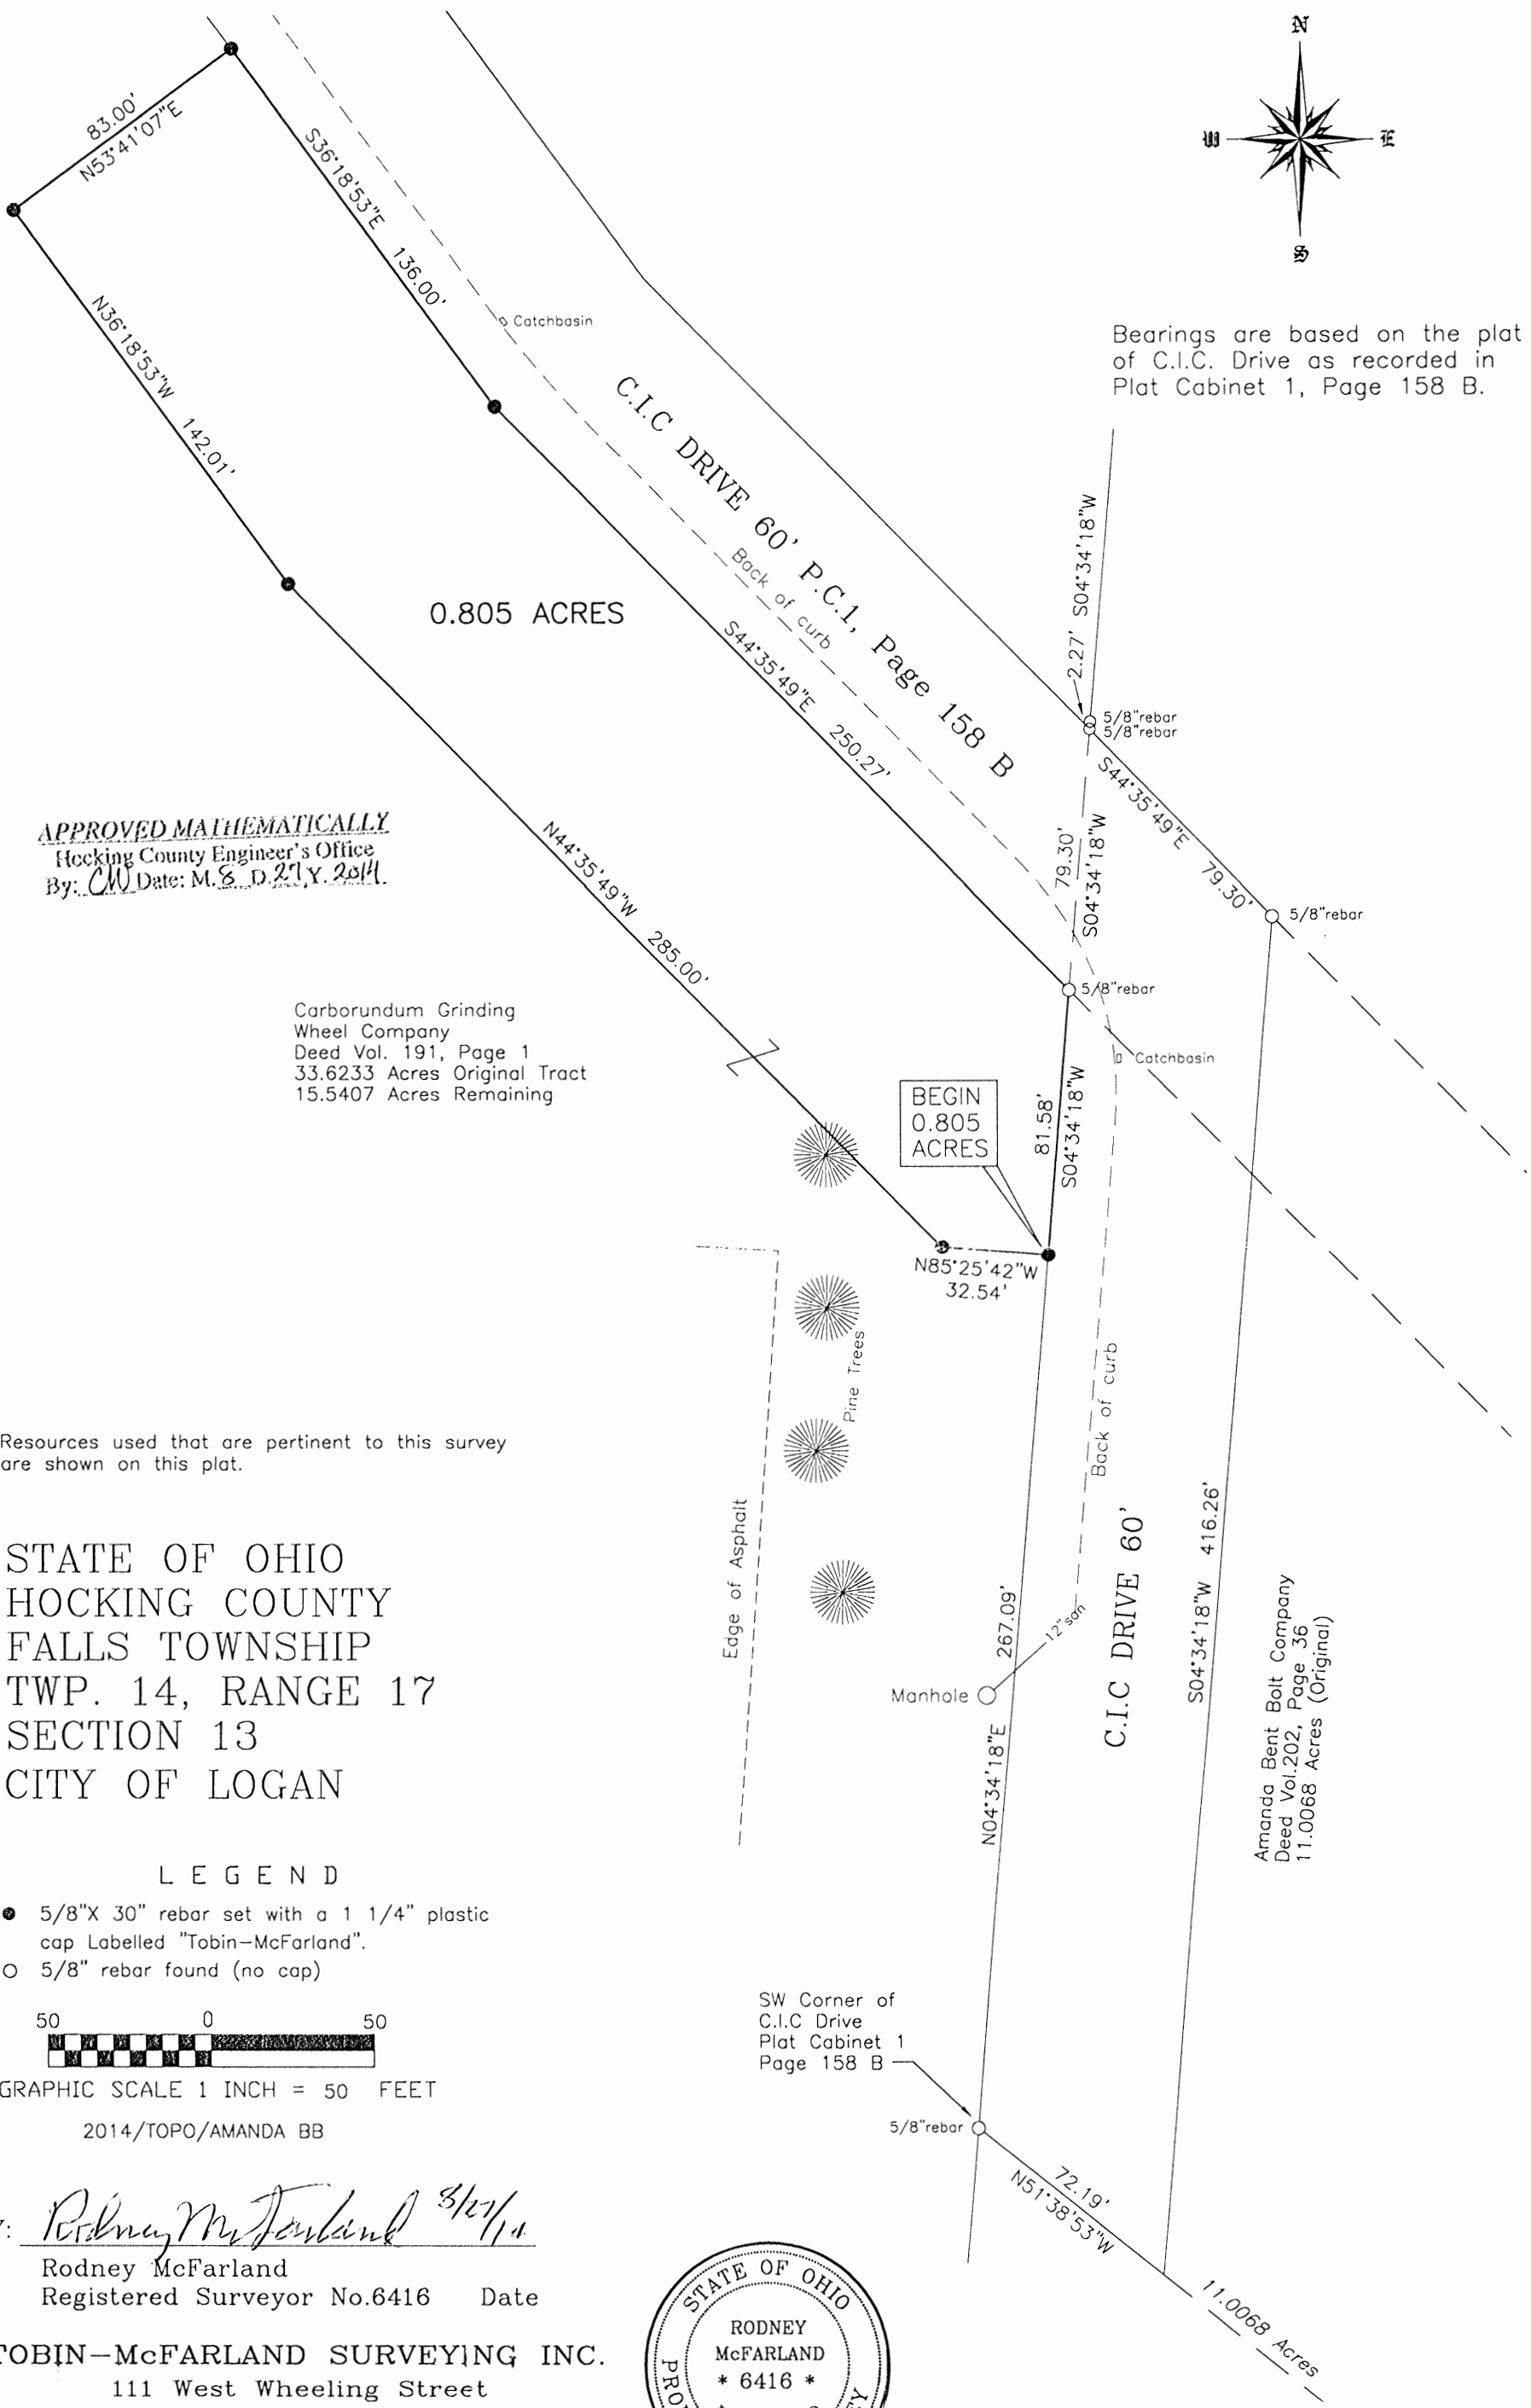 N
W
E
S
83.00'
N53°41'07"E
S36°18'53"E 136.00'
N36°18'53"W 142.01'
Catchbasin
Bearings are based on the plat
of C.I.C. Drive as recorded in
Plat Cabinet 1, Page 158 B.
C.I.C DRIVE 60' P.C.1, Page 158 B
Back of curb
0.805 ACRES
S44°35'49"E 250.27'
2.27' S04°34'18"W
5/8"rebar
5/8"rebar
S44°35'49"E 79.30'
79.30'
S04°34'18"W
5/8"rebar
APPROVED MATHEMATICALLY
Hocking County Engineer's Office
By: CW Date: M. 8 D. 27 Y. 2014
N44°35'49"W 285.00'
5/8"rebar
Carborundum Grinding
Wheel Company
Deed Vol. 191, Page 1
33.6233 Acres Original Tract
15.5407 Acres Remaining
Catchbasin
BEGIN
0.805
ACRES
81.58'
S04°34'18"W
N85°25'42"W
32.54'
Pine Trees
Back of curb
Resources used that are pertinent to this survey
are shown on this plat.
Edge of Asphalt
STATE OF OHIO
HOCKING COUNTY
FALLS TOWNSHIP
TWP. 14, RANGE 17
SECTION 13
CITY OF LOGAN
N04°34'18"E 267.09'
12"san
Manhole
C.I.C DRIVE 60'
S04°34'18"W 416.26'
Amanda Bent Bolt Company
Deed Vol.202, Page 36
11.0068 Acres (Original)
L E G E N D
5/8"X 30" rebar set with a 1 1/4" plastic
cap Labelled "Tobin-McFarland".
5/8" rebar found (no cap)
50 0 50
GRAPHIC SCALE 1 INCH = 50 FEET
2014/TOPO/AMANDA BB
SW Corner of
C.I.C Drive
Plat Cabinet 1
Page 158 B
5/8"rebar
72.19'
N51°38'53"W
11.0068 Acres
Rodney McFarland 8/27/14
Rodney McFarland
Registered Surveyor No.6416 Date
TOBIN-McFARLAND SURVEYING INC.
111 West Wheeling Street
STATE OF OHIO
RODNEY
McFARLAND
* 6416 *